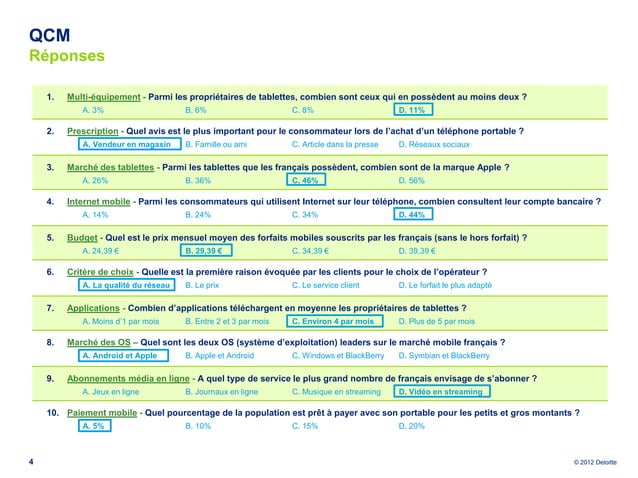 QCM
Réponses
1. Multi-équipement - Parmi les propriétaires de tablettes, combien sont ceux qui en possèdent au moins deux ?
A. 3% B. 6% C. 8% D. 11%
2. Prescription - Quel avis est le plus important pour le consommateur lors de l'achat d'un téléphone portable ?
A. Vendeur en magasin B. Famille ou ami C. Article dans la presse D. Réseaux sociaux
3. Marché des tablettes - Parmi les tablettes que les français possèdent, combien sont de la marque Apple ?
A. 26% B. 36% C. 46% D. 56%
4. Internet mobile - Parmi les consommateurs qui utilisent Internet sur leur téléphone, combien consultent leur compte bancaire ?
A. 14% B. 24% C. 34% D. 44%
5. Budget - Quel est le prix mensuel moyen des forfaits mobiles souscrits par les français (sans le hors forfait) ?
A. 24,39 € B. 29,39 € C. 34,39 € D. 39,39 €
6. Critère de choix - Quelle est la première raison évoquée par les clients pour le choix de l'opérateur ?
A. La qualité du réseau B. Le prix C. Le service client D. Le forfait le plus adapté
7. Applications - Combien d'applications téléchargent en moyenne les propriétaires de tablettes ?
A. Moins d'1 par mois B. Entre 2 et 3 par mois C. Environ 4 par mois D. Plus de 5 par mois
8. Marché des OS – Quel sont les deux OS (système d'exploitation) leaders sur le marché mobile français ?
A. Android et Apple B. Apple et Android C. Windows et BlackBerry D. Symbian et BlackBerry
9. Abonnements média en ligne - A quel type de service le plus grand nombre de français envisage de s'abonner ?
A. Jeux en ligne B. Journaux en ligne C. Musique en streaming D. Vidéo en streaming
10. Paiement mobile - Quel pourcentage de la population est prêt à payer avec son portable pour les petits et gros montants ?
A. 5% B. 10% C. 15% D. 20%
4 © 2012 Deloitte